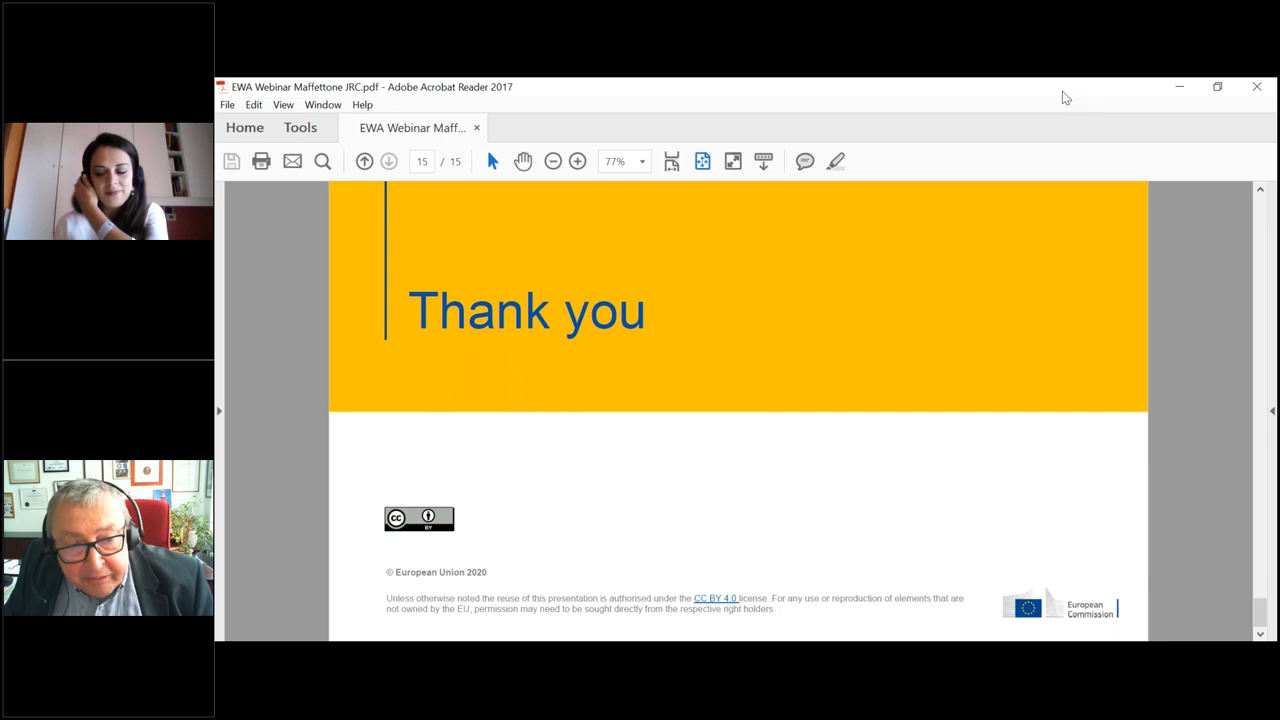 EWA Webinar Maffettone JRC.pdf - Adobe Acrobat Reader 2017
File Edit View Window Help
Home Tools EWA Webinar Maff... ×
15 / 15 77%
Thank you
cc BY
© European Union 2020
Unless otherwise noted the reuse of this presentation is authorised under the CC BY 4.0 license. For any use or reproduction of elements that are
not owned by the EU, permission may need to be sought directly from the respective right holders.
European
Commission